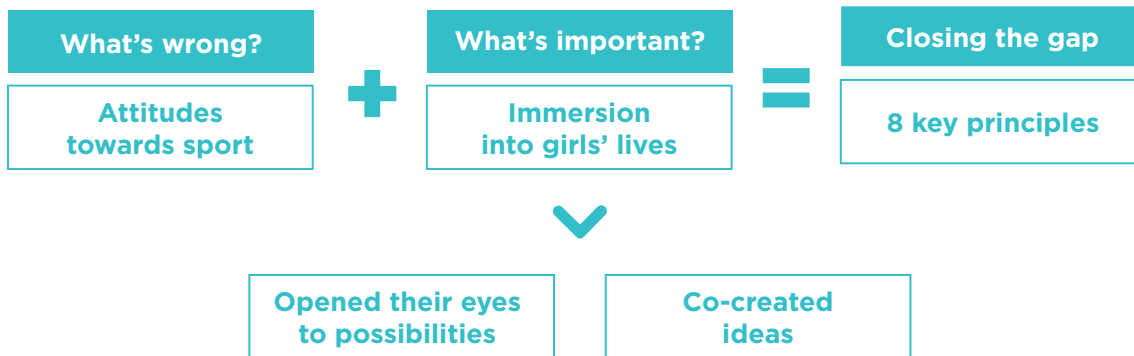 What’s wrong?
Attitudes
towards sport
What’s important?
Immersion
into girls’ lives
Closing the gap
8 key principles
Opened their eyes
to possibilities
Co-created
ideas